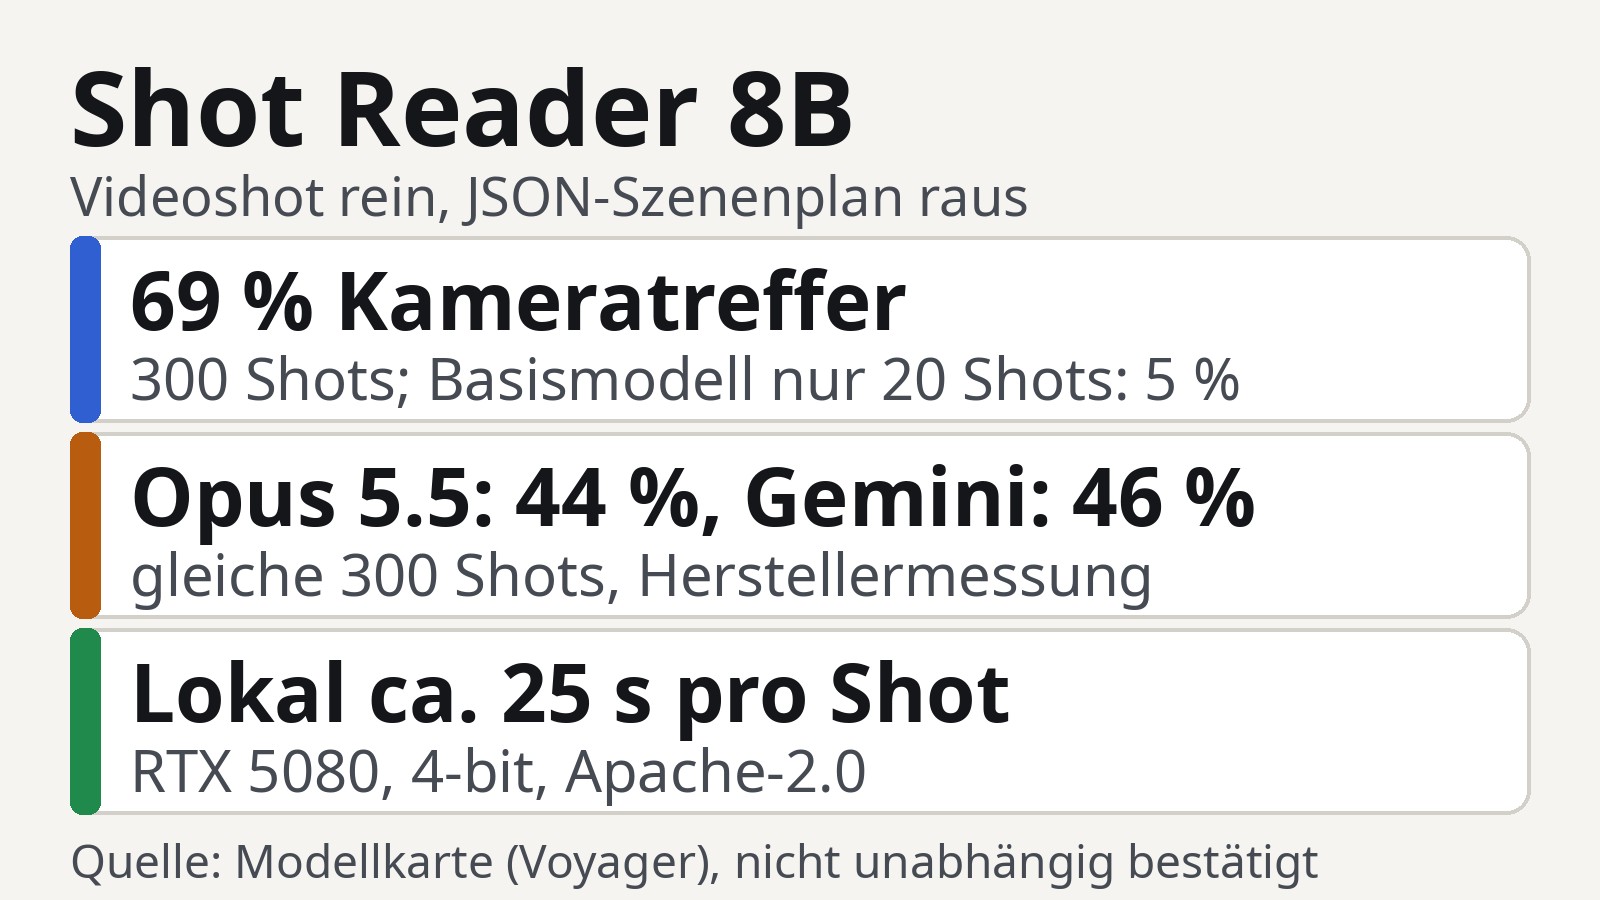 Shot Reader 8B
Videoshot rein, JSON-Szenenplan raus
69 % Kameratreffer
300 Shots; Basismodell nur 20 Shots: 5 %
Opus 5.5: 44 %, Gemini: 46 %
gleiche 300 Shots, Herstellermessung
Lokal ca. 25 s pro Shot
RTX 5080, 4-bit, Apache-2.0
Quelle: Modellkarte (Voyager), nicht unabhängig bestätigt